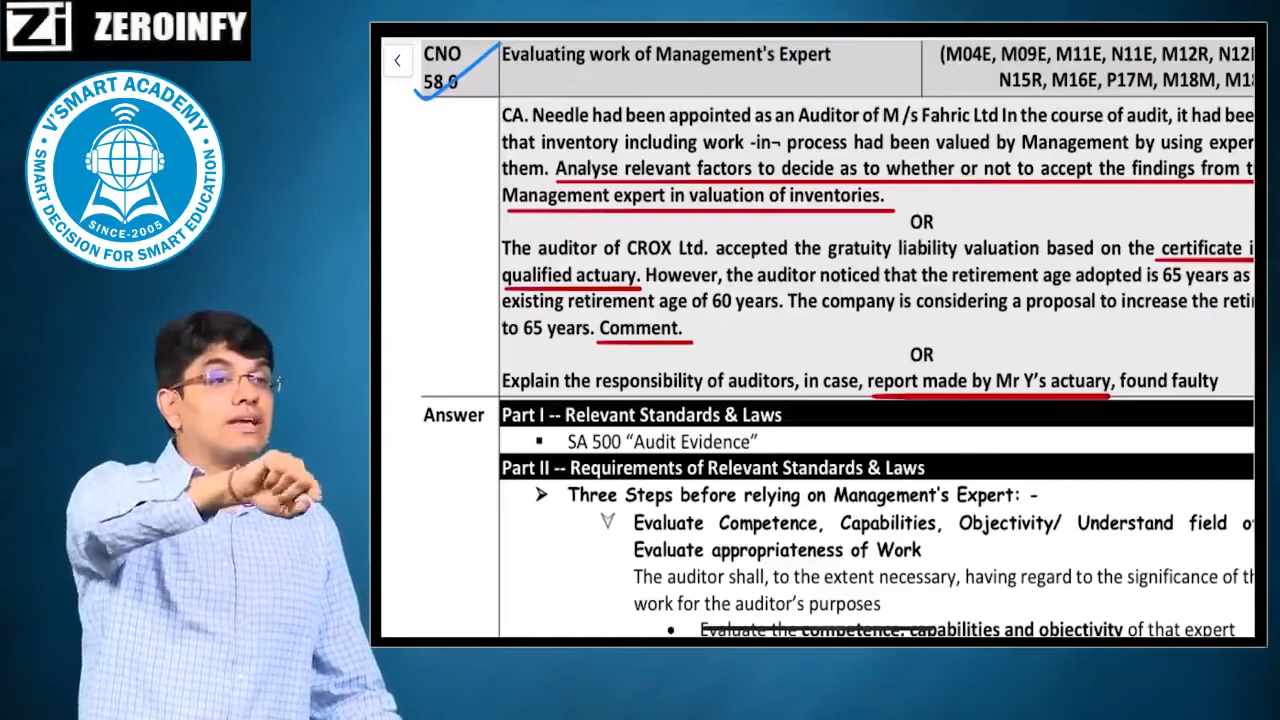 Zi ZEROINFY
V'SMART ACADEMY
SINCE-2005
SMART DECISION FOR SMART EDUCATION
CNO
58.0
Evaluating work of Management's Expert
(M04E, M09E, M11E, N11E, M12R, N12
N15R, M16E, P17M, M18M, M18
CA. Needle had been appointed as an Auditor of M /s Fahric Ltd In the course of audit, it had bee
that inventory including work -in¬ process had been valued by Management by using exper
them. Analyse relevant factors to decide as to whether or not to accept the findings from t
Management expert in valuation of inventories.
OR
The auditor of CROX Ltd. accepted the gratuity liability valuation based on the certificate i
qualified actuary. However, the auditor noticed that the retirement age adopted is 65 years as
existing retirement age of 60 years. The company is considering a proposal to increase the reti
to 65 years. Comment.
OR
Explain the responsibility of auditors, in case, report made by Mr Y's actuary, found faulty
Answer
Part I -- Relevant Standards & Laws
▪ SA 500 “Audit Evidence”
Part II -- Requirements of Relevant Standards & Laws
➢ Three Steps before relying on Management's Expert: -
Evaluate Competence, Capabilities, Objectivity/ Understand field o
Evaluate appropriateness of Work
The auditor shall, to the extent necessary, having regard to the significance of th
work for the auditor's purposes
• Evaluate the competence, capabilities and objectivity of that expert